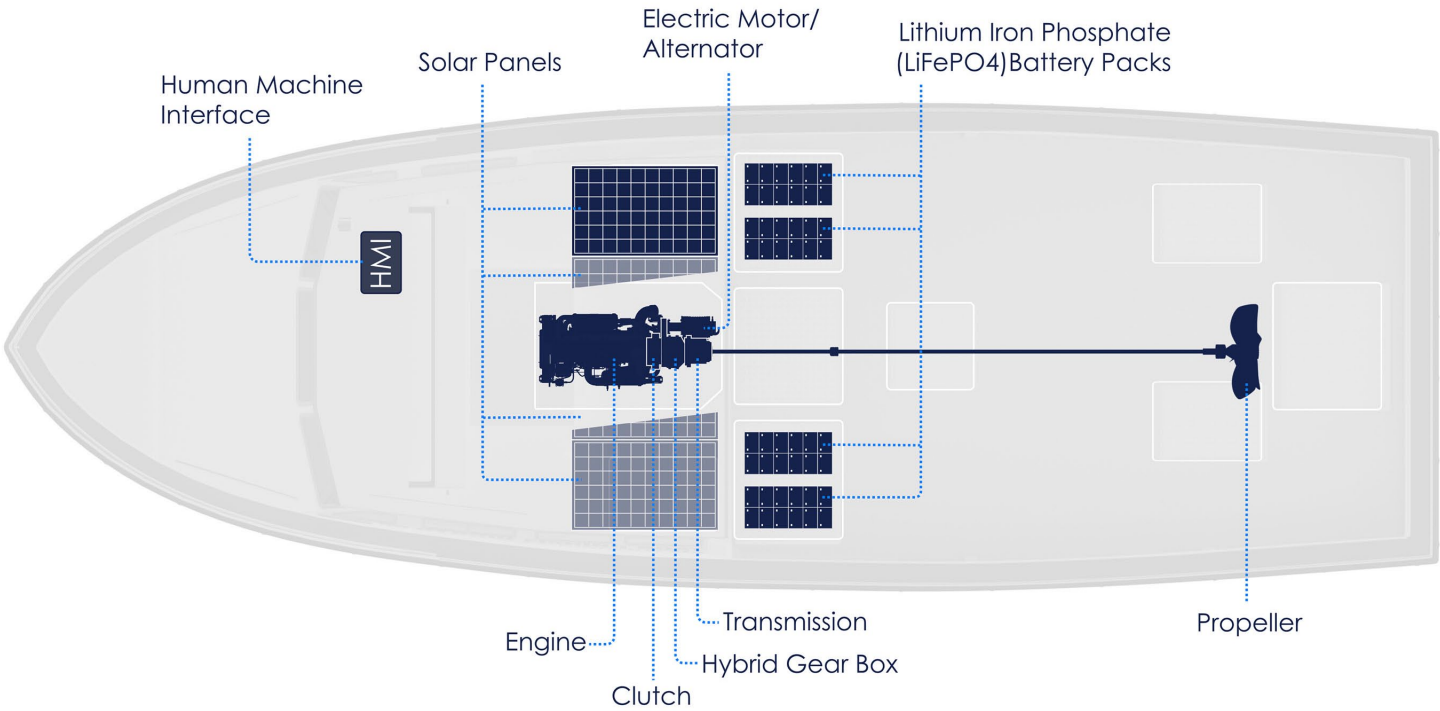 Electric Motor/
Alternator
Lithium Iron Phosphate
(LiFePO4)Battery Packs
Solar Panels
Human Machine
Interface
HMI
Transmission
Propeller
Engine
Hybrid Gear Box
Clutch